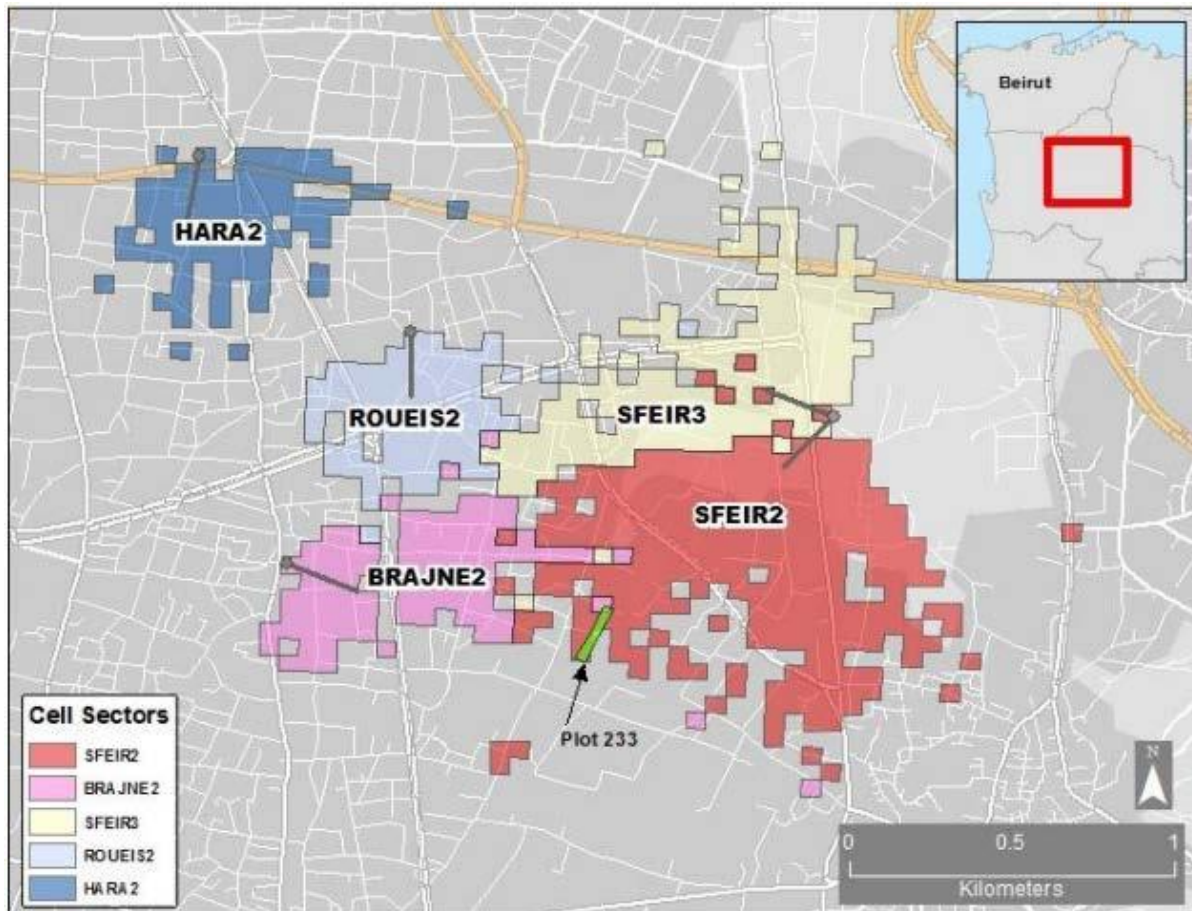 Beirut
HARA2
ROUEIS2
SFEIR3
SFEIR2
BRAJNE2
Plot 233
Cell Sectors
SFEIR2
BRAJNE2
SFEIR3
ROUEIS2
HARA2
N
0 0.5 1
Kilometers